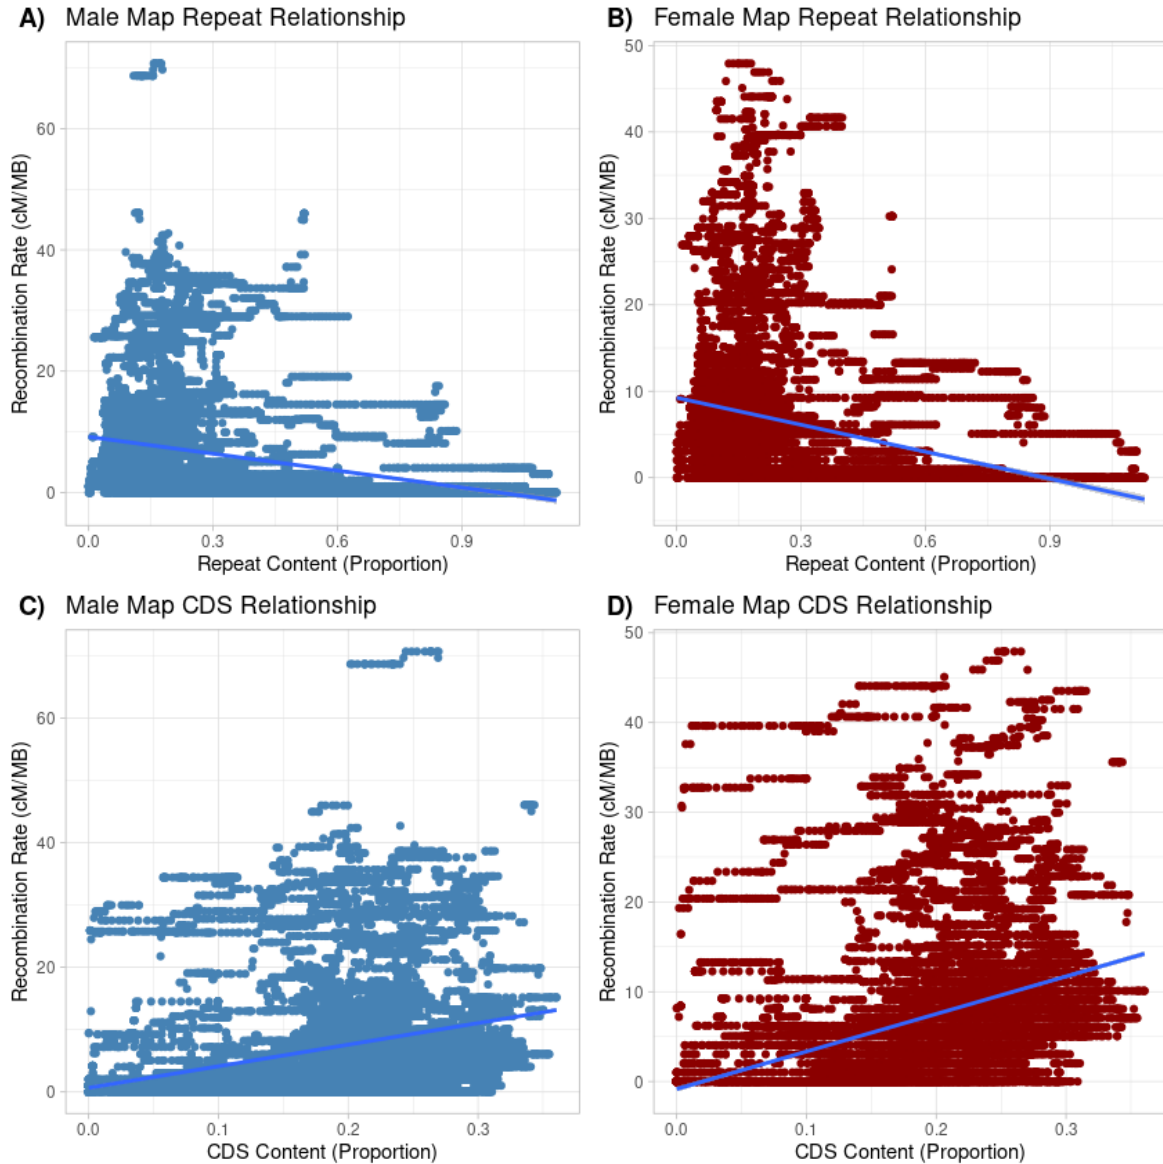 A) Male Map Repeat Relationship
Recombination Rate (cM/MB)
60
40
20
0
0.0 0.3 0.6 0.9
Repeat Content (Proportion)
B) Female Map Repeat Relationship
Recombination Rate (cM/MB)
50
40
30
20
10
0
0.0 0.3 0.6 0.9
Repeat Content (Proportion)
C) Male Map CDS Relationship
Recombination Rate (cM/MB)
60
40
20
0
0.0 0.1 0.2 0.3
CDS Content (Proportion)
D) Female Map CDS Relationship
Recombination Rate (cM/MB)
50
40
30
20
10
0
0.0 0.1 0.2 0.3
CDS Content (Proportion)